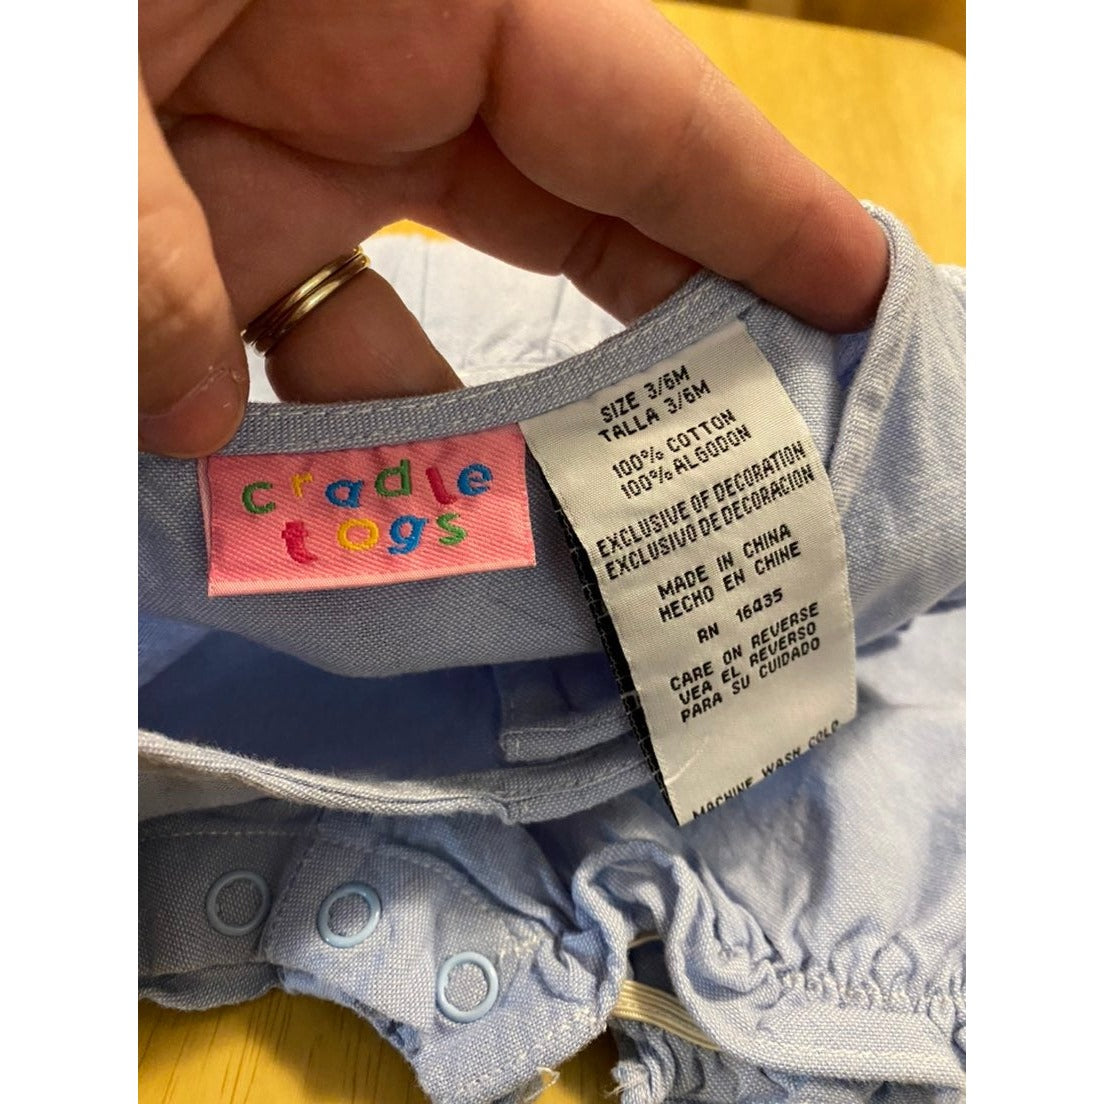 cradle
togs
SIZE 3/6M
TALLA 3/6M
100% COTTON
100% ALGODON
EXCLUSIVE OF DECORATION
EXCLUSIVO DE DECORACION
MADE IN CHINA
HECHO EN CHINE
RN 16435
CARE ON REVERSE
VEA EL REVERSO
PARA SU CUIDADO
MACHINE WASH COLD